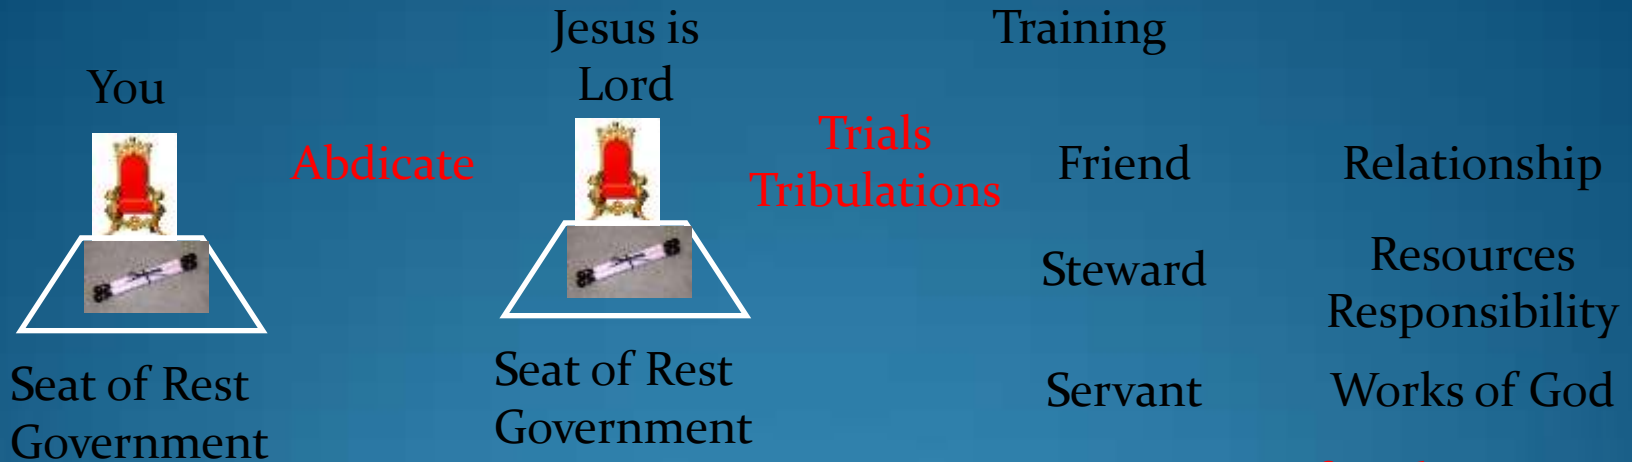 You
Seat of Rest
Government
Abdicate
Jesus is
Lord
Seat of Rest
Government
Trials
Tribulations
Training
Friend
Relationship
Steward
Resources
Responsibility
Servant
Works of God